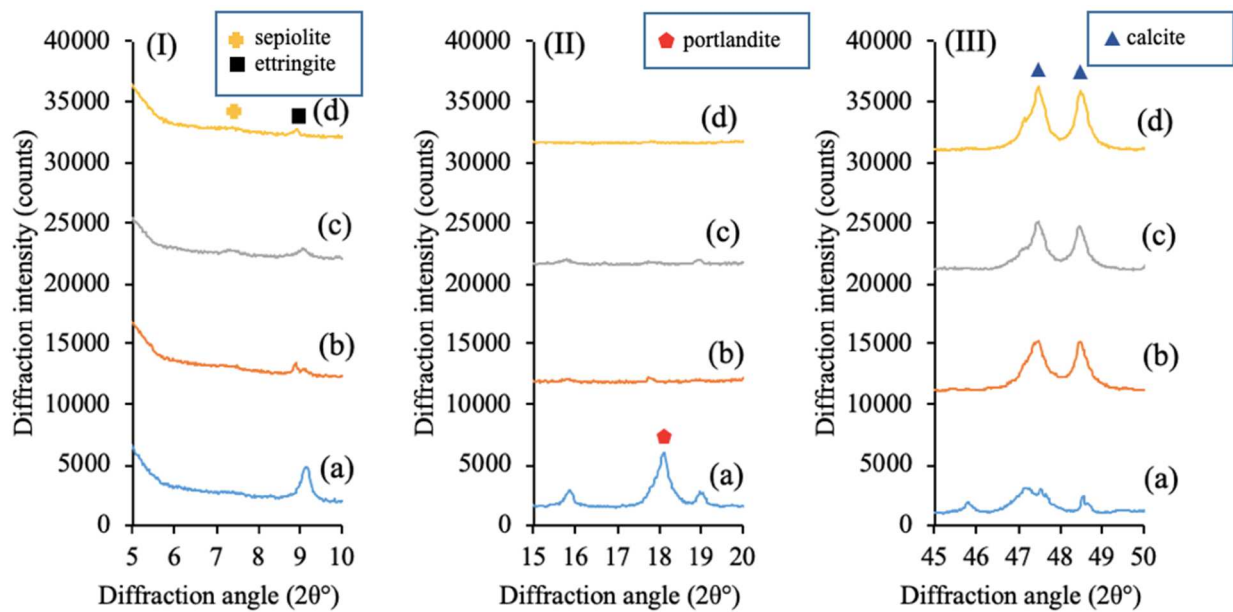 (I)
sepiolite
ettringite
40000
35000
30000
25000
20000
15000
10000
5000
0
(d)
(c)
(b)
(a)
5 6 7 8 9 10
Diffraction angle (2θ°)
Diffraction intensity (counts)
(II)
portlandite
40000
35000
30000
25000
20000
15000
10000
5000
0
(d)
(c)
(b)
(a)
15 16 17 18 19 20
Diffraction angle (2θ°)
Diffraction intensity (counts)
(III)
calcite
40000
35000
30000
25000
20000
15000
10000
5000
0
(d)
(c)
(b)
(a)
45 46 47 48 49 50
Diffraction angle (2θ°)
Diffraction intensity (counts)